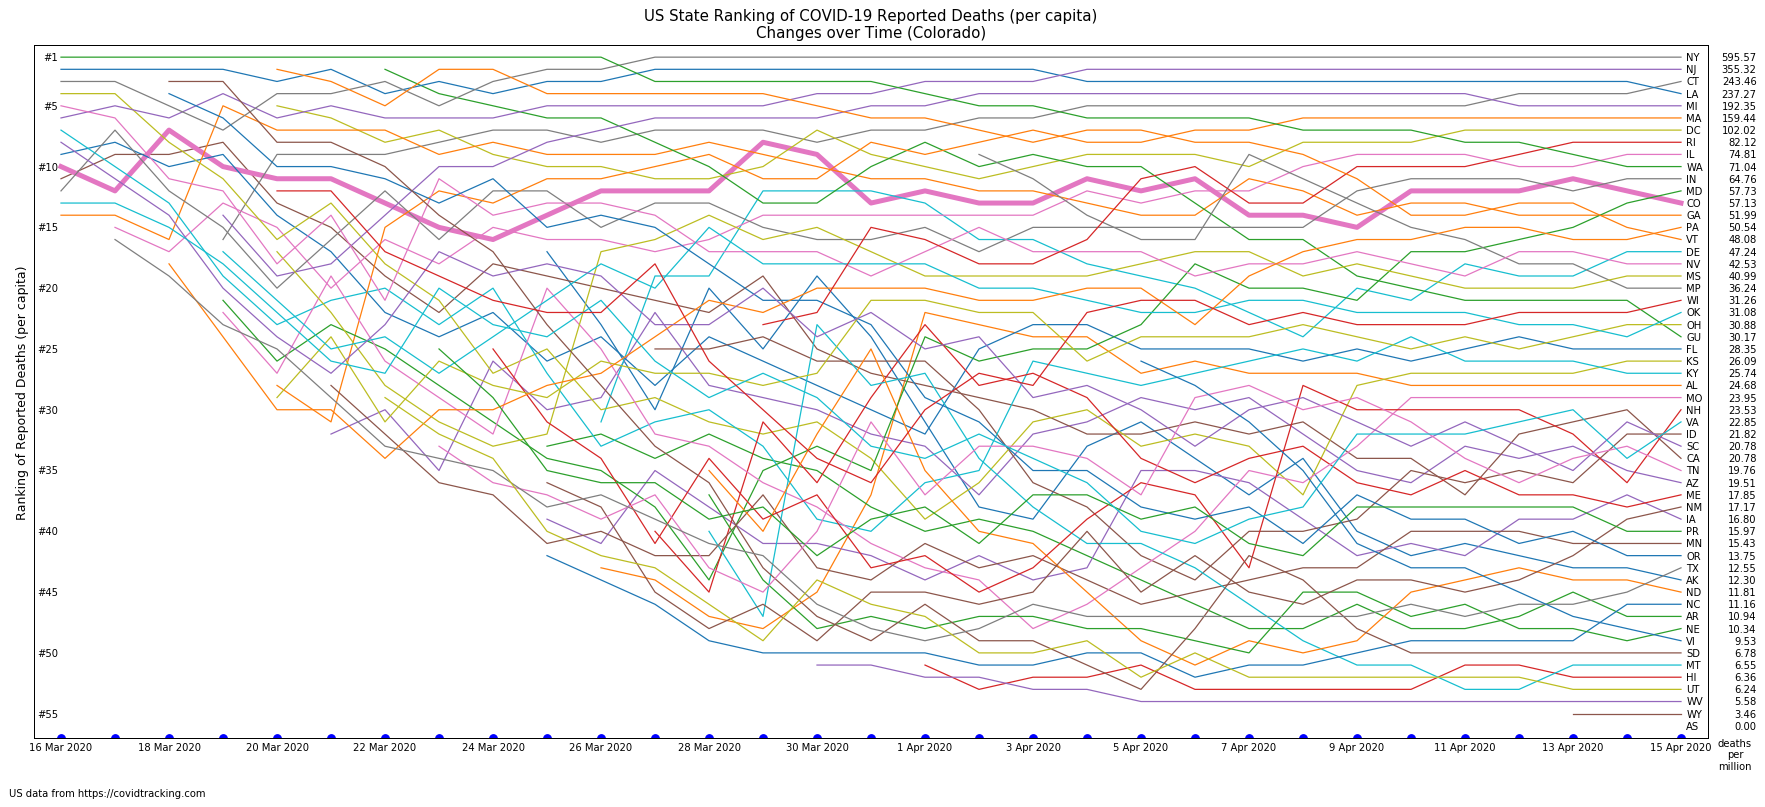 US State Ranking of COVID-19 Reported Deaths (per capita)
Changes over Time (Colorado)
Ranking of Reported Deaths (per capita)
#1
#5
#10
#15
#20
#25
#30
#35
#40
#45
#50
#55
NY 595.57
NJ 355.32
CT 243.46
LA 237.27
MI 192.35
MA 159.44
DC 102.02
RI 82.12
IL 74.81
WA 71.04
IN 64.76
MD 57.73
CO 57.13
GA 51.99
PA 50.54
VT 48.08
DE 47.24
NV 42.53
MS 40.99
MP 36.24
WI 31.26
OK 31.08
OH 30.88
GU 30.17
FL 28.35
KS 26.09
KY 25.74
AL 24.68
MO 23.95
NH 23.53
VA 22.85
ID 21.82
SC 20.78
CA 20.78
TN 19.76
AZ 19.51
ME 17.85
NM 17.17
IA 16.80
PR 15.97
MN 15.43
OR 13.75
TX 12.55
AK 12.30
ND 11.81
NC 11.16
AR 10.94
NE 10.34
VI 9.53
SD 6.78
MT 6.55
HI 6.36
UT 6.24
WV 5.58
WY 3.46
AS 0.00
16 Mar 2020 18 Mar 2020 20 Mar 2020 22 Mar 2020 24 Mar 2020 26 Mar 2020 28 Mar 2020 30 Mar 2020 1 Apr 2020 3 Apr 2020 5 Apr 2020 7 Apr 2020 9 Apr 2020 11 Apr 2020 13 Apr 2020 15 Apr 2020
deaths
per
million
US data from https://covidtracking.com